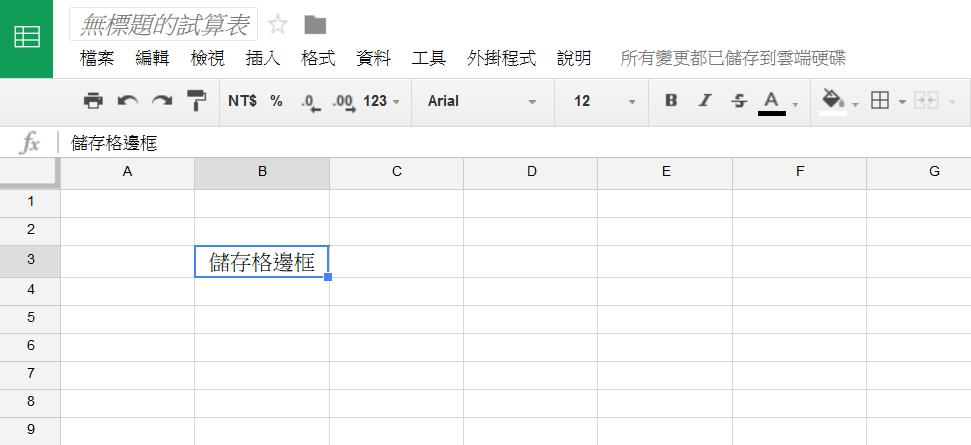 無標題的試算表
檔案 編輯 檢視 插入 格式 資料 工具 外掛程式 說明 所有變更都已儲存到雲端硬碟
NT$ % .0 .00 123 Arial 12 B I S A
fx 儲存格邊框
A B C D E F G
1
2
3 儲存格邊框
4
5
6
7
8
9